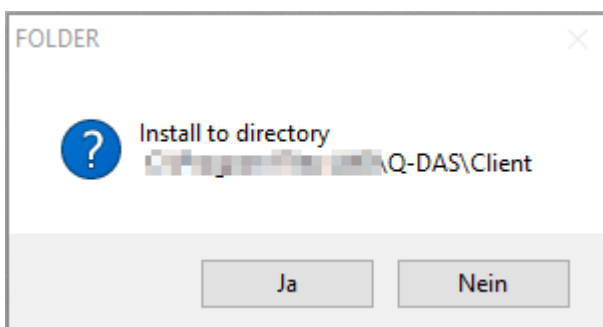 FOLDER
?
Install to directory
\Q-DAS\Client
Ja
Nein